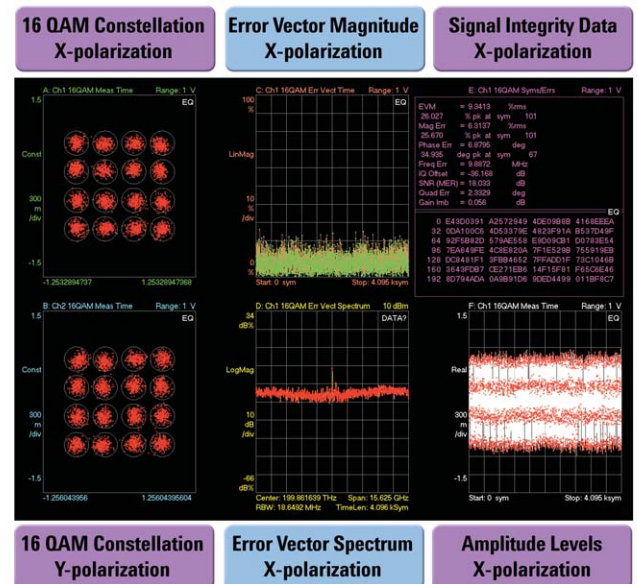 16 QAM Constellation
X-polarization
Error Vector Magnitude
X-polarization
Signal Integrity Data
X-polarization
A: Ch1 16QAM Meas Time Range: 1 V
1.5
EQ
Const
300
m
/div
-1.5
-1.2532894797 1.2532897968
C: Ch1 16QAM Err Vect Time Range: 1 V
100
%
EQ
LinMag
10
%
/div
0
%
Start: 0 sym Stop: 4.095 ksym
E: Ch1 16QAM Syms/Errs Range: 1 V
EVM = 9.3413 %rms
26.027 % pk at sym 101
Mag Err = 6.3137 %rms
25.670 % pk at sym 101
Phase Err = 6.8795 deg
34.935 deg pk at sym 67
Freq Err = 9.8872 MHz
IQ Offset = -36.168 dB
SNR (MER) = 18.033 dB
Quad Err = 2.3329 deg
Gain Imb = 0.056 dB
EQ
0 E43D0391 A2572949 4DE09B8B 4168EEEA
32 0DA100C6 4D53379E 4823F91A B537D49F
64 92F5B82D 579AE558 E9D09CB1 D0783E54
96 7EA649FE 4C8E820A 7F1E529B 755919EB
128 DC8481F1 3FBB4652 7FFADD1F 73C1046B
160 3643FDB7 CE271EB6 14F15F81 F65C6E46
192 8D794ADA 0A9B91D6 9DED4499 011BF8C7
B: Ch2 16QAM Meas Time Range: 1 V
1.5
EQ
Const
300
m
/div
-1.5
-1.256043956 1.2560439604
D: Ch1 16QAM Err Vect Spectrum 10 dBm
34
dB%
DATA?
LogMag
10
dB
/div
-66
dB%
Center: 199.861639 THz Span: 15.625 GHz
RBW: 18.6492 MHz TimeLen: 4.096 kSym
F: Ch1 16QAM Meas Time Range: 1 V
1.5
EQ
Real
300
m
/div
-1.5
Start: 0 sym Stop: 4.095 ksym
16 QAM Constellation
Y-polarization
Error Vector Spectrum
X-polarization
Amplitude Levels
X-polarization